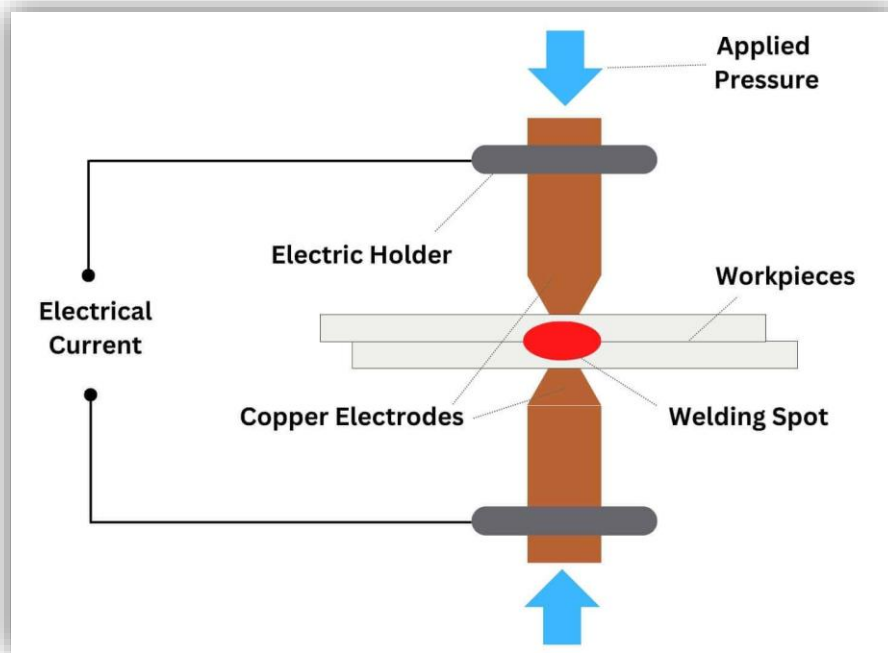 Applied
Pressure
Electric Holder
Workpieces
Electrical
Current
Copper Electrodes
Welding Spot